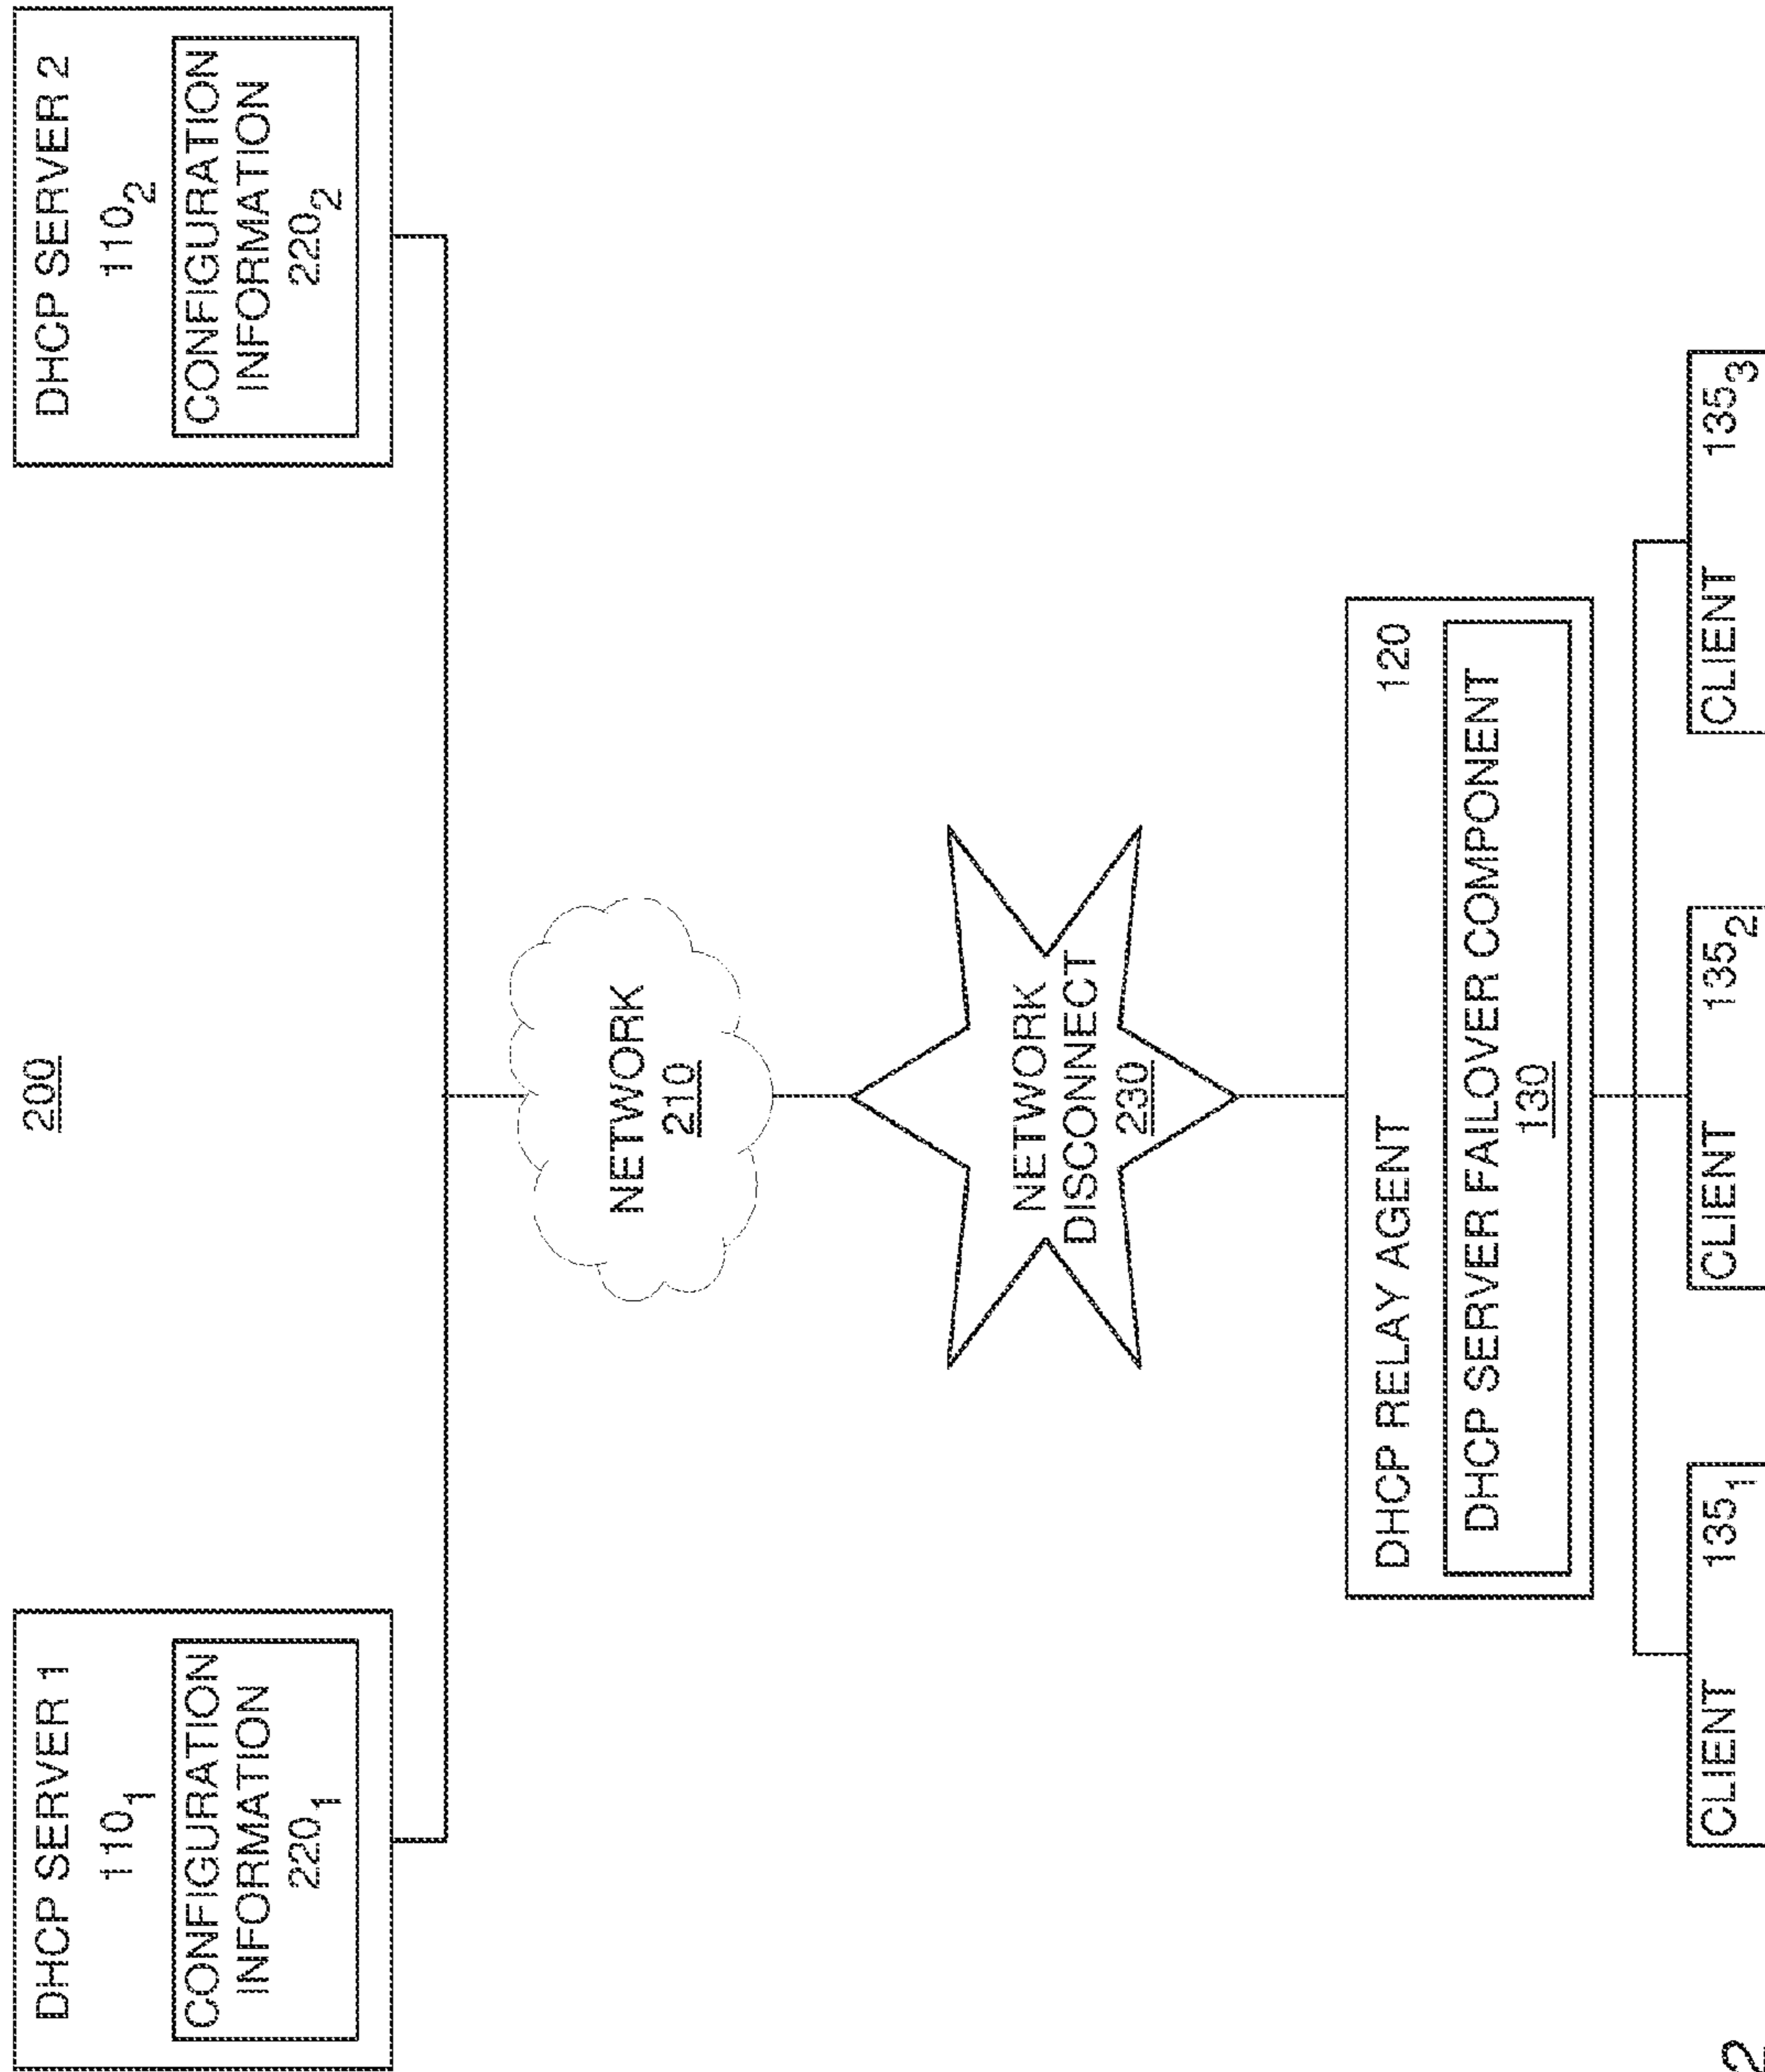 200
DHCP SERVER 1
110₁
CONFIGURATION
INFORMATION
220₁
DHCP SERVER 2
110₂
CONFIGURATION
INFORMATION
220₂
NETWORK
210
NETWORK
DISCONNECT
230
DHCP RELAY AGENT 120
DHCP SERVER FAILOVER COMPONENT
130
CLIENT 135₁
CLIENT 135₂
CLIENT 135₃
2